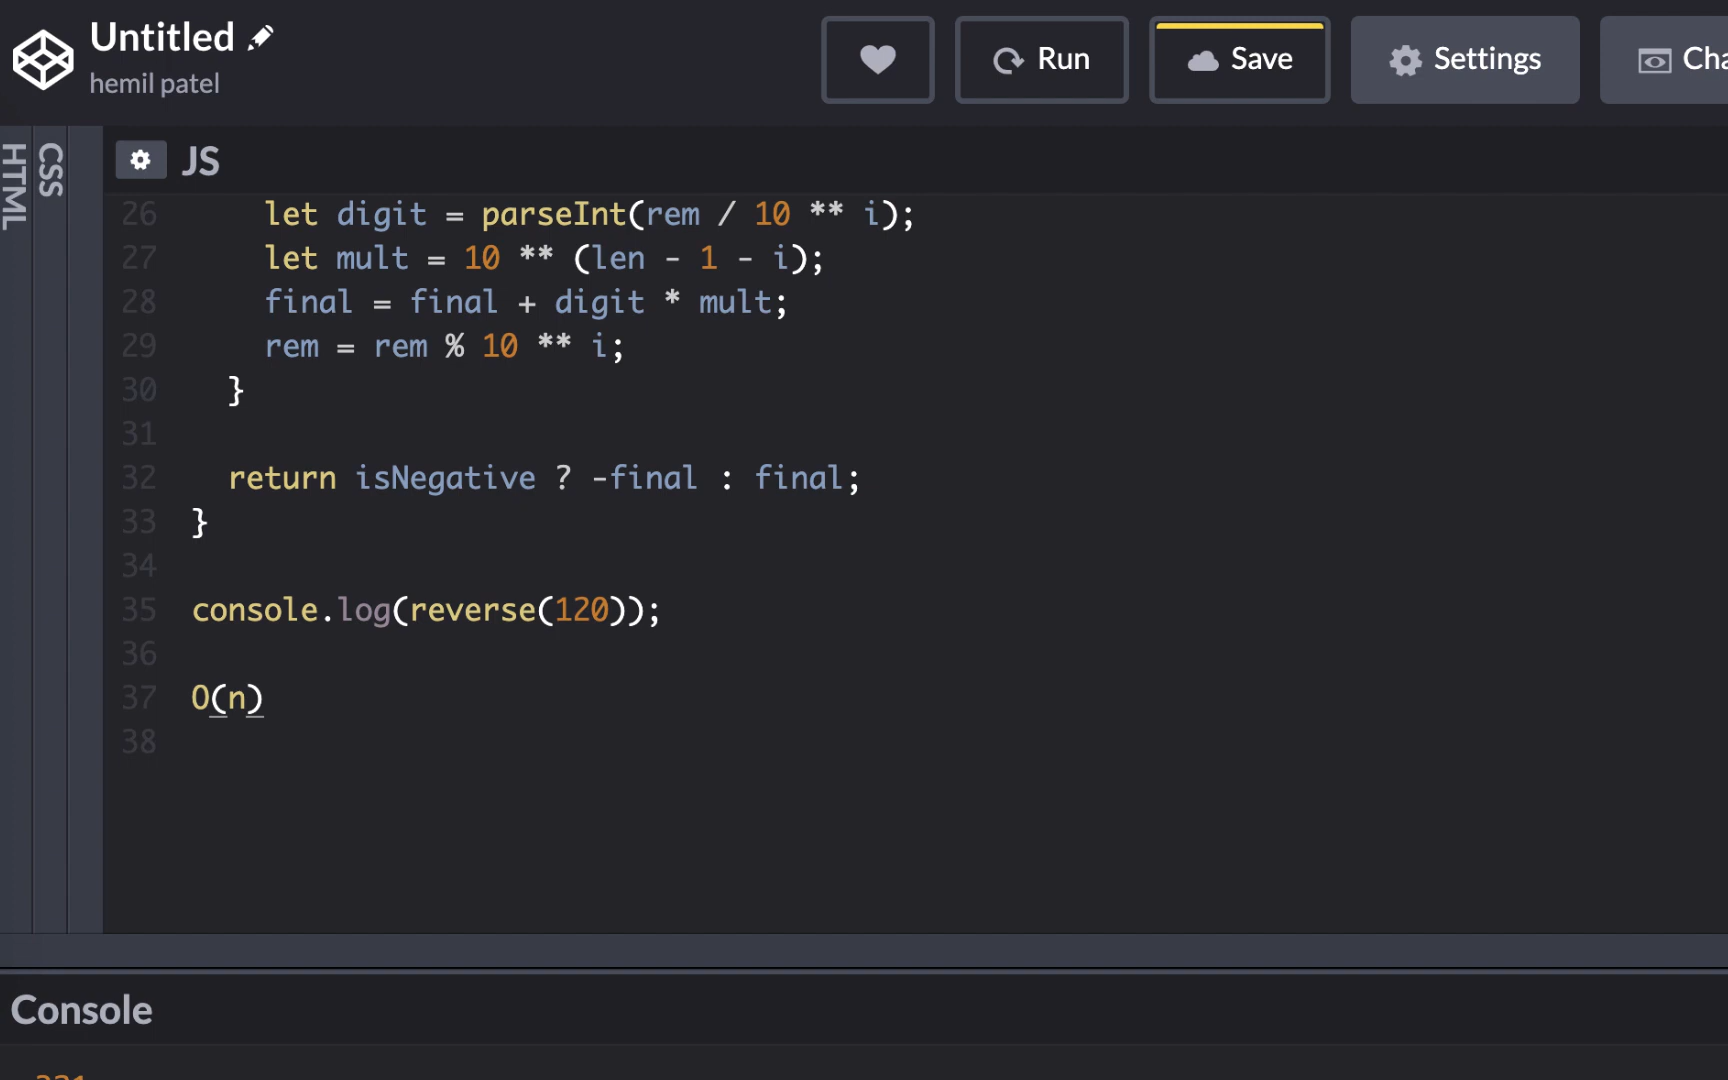 Untitled
hemil patel
Run
Save
Settings
HTML
CSS
JS
26 let digit = parseInt(rem / 10 ** i);
27 let mult = 10 ** (len - 1 - i);
28 final = final + digit * mult;
29 rem = rem % 10 ** i;
30 }
31
32 return isNegative ? -final : final;
33 }
34
35 console.log(reverse(120));
36
37 O(n)
38
Console